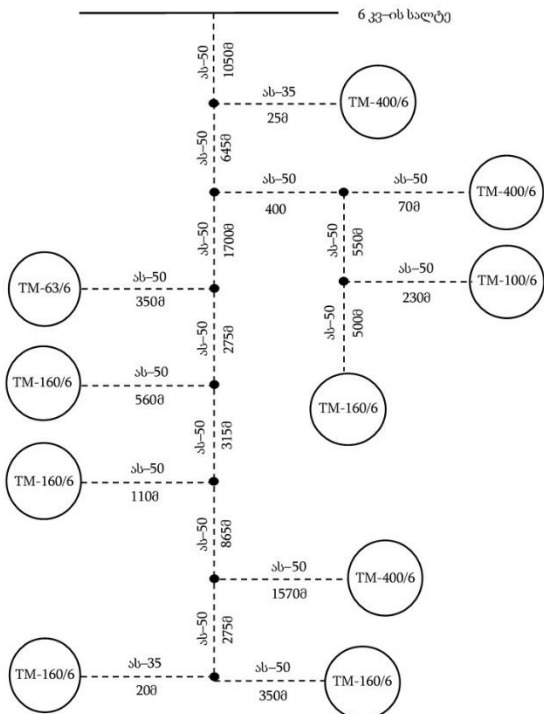 6 კვ-ის სალტე
ას-50
1050მ
ას-35
25მ
TM-400/6
ას-50
645მ
ას-50
400
ას-50
70მ
TM-400/6
ას-50
1700მ
ას-50
550მ
ას-50
230მ
TM-100/6
TM-63/6
ას-50
350მ
ას-50
275მ
ას-50
500მ
TM-160/6
TM-160/6
ას-50
560მ
ას-50
315მ
TM-160/6
ას-50
110მ
ას-50
865მ
ას-50
1570მ
TM-400/6
ას-50
275მ
TM-160/6
ას-35
20მ
ას-50
350მ
TM-160/6